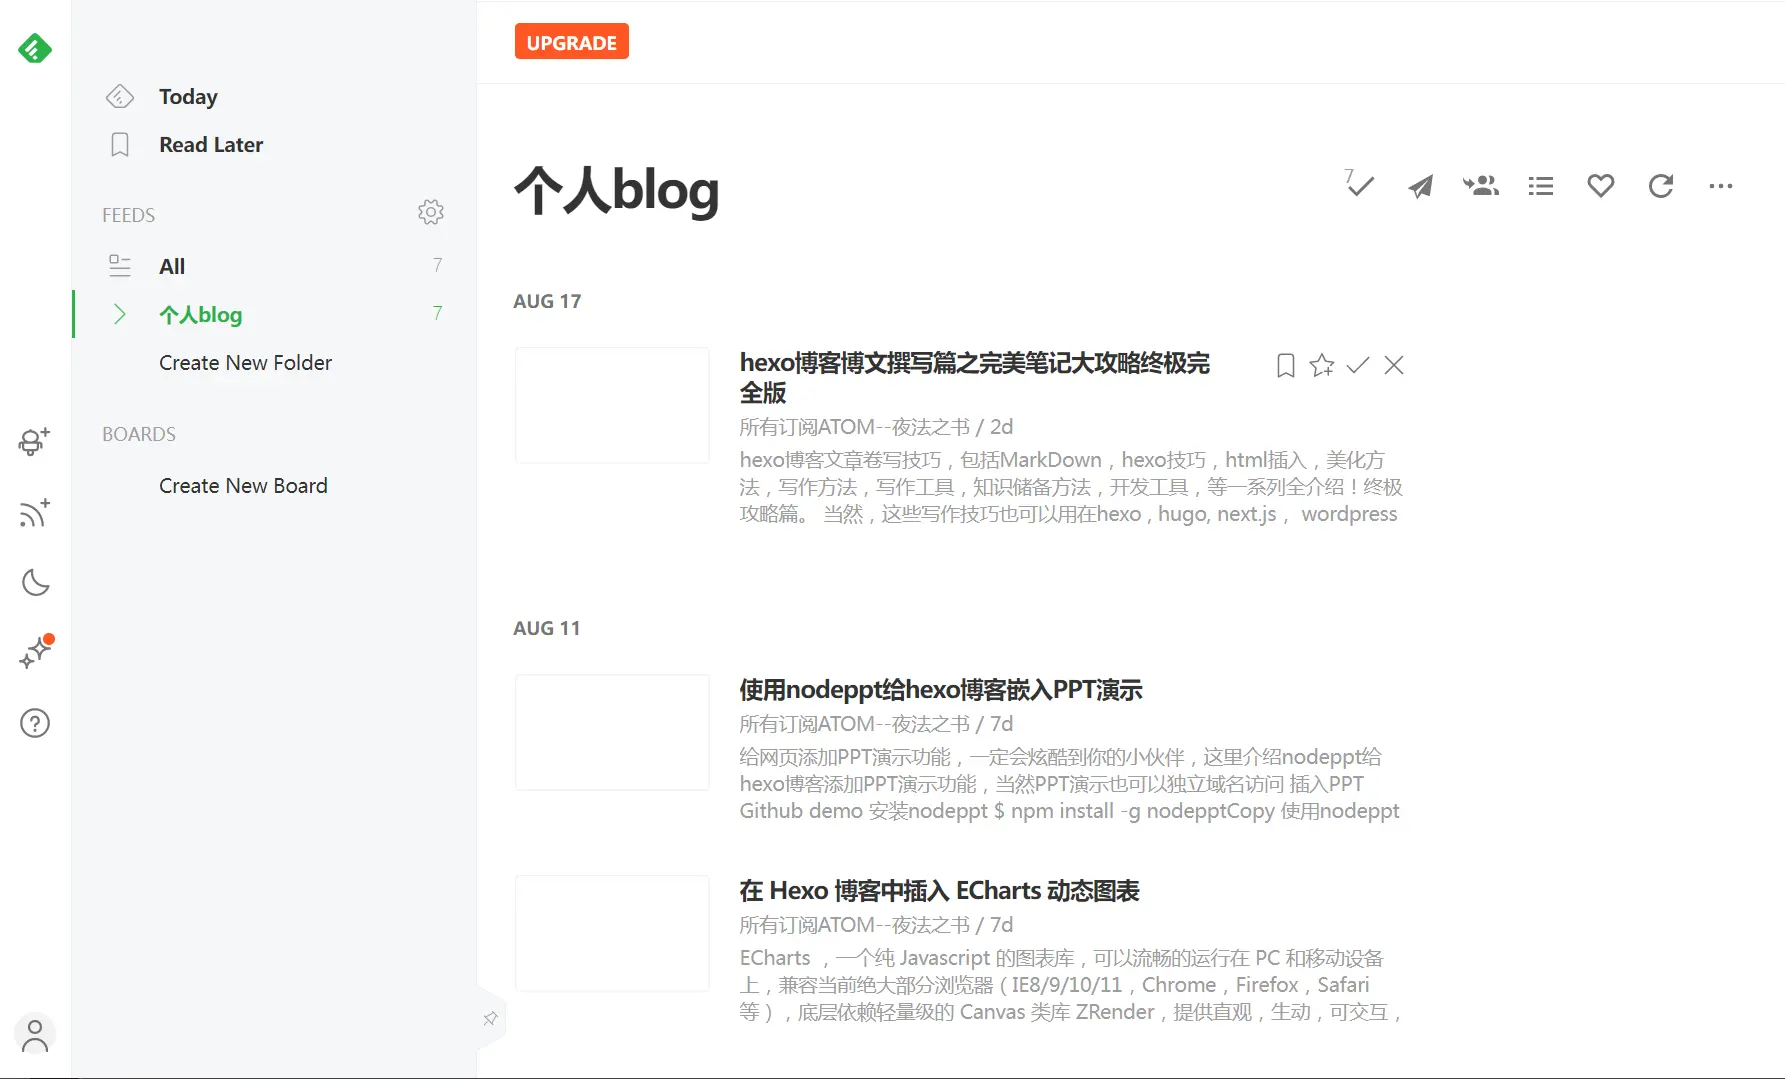 UPGRADE
Today
Read Later
FEEDS
All 7
个人blog 7
Create New Folder
BOARDS
Create New Board
个人blog
7
AUG 17
hexo博客博文撰写篇之完美笔记大攻略终极完
全版
所有订阅ATOM--夜法之书 / 2d
hexo博客文章卷写技巧，包括MarkDown，hexo技巧，html插入，美化方
法，写作方法，写作工具，知识储备方法，开发工具，等一系列全介绍！终极
攻略篇。 当然，这些写作技巧也可以用在hexo , hugo, next.js， wordpress
AUG 11
使用nodeppt给hexo博客嵌入PPT演示
所有订阅ATOM--夜法之书 / 7d
给网页添加PPT演示功能，一定会炫酷到你的小伙伴，这里介绍nodeppt给
hexo博客添加PPT演示功能，当然PPT演示也可以独立域名访问 插入PPT
Github demo 安装nodeppt $ npm install -g nodepptCopy 使用nodeppt
在 Hexo 博客中插入 ECharts 动态图表
所有订阅ATOM--夜法之书 / 7d
ECharts ，一个纯 Javascript 的图表库，可以流畅的运行在 PC 和移动设备
上，兼容当前绝大部分浏览器（IE8/9/10/11，Chrome，Firefox，Safari
等），底层依赖轻量级的 Canvas 类库 ZRender，提供直观，生动，可交互，